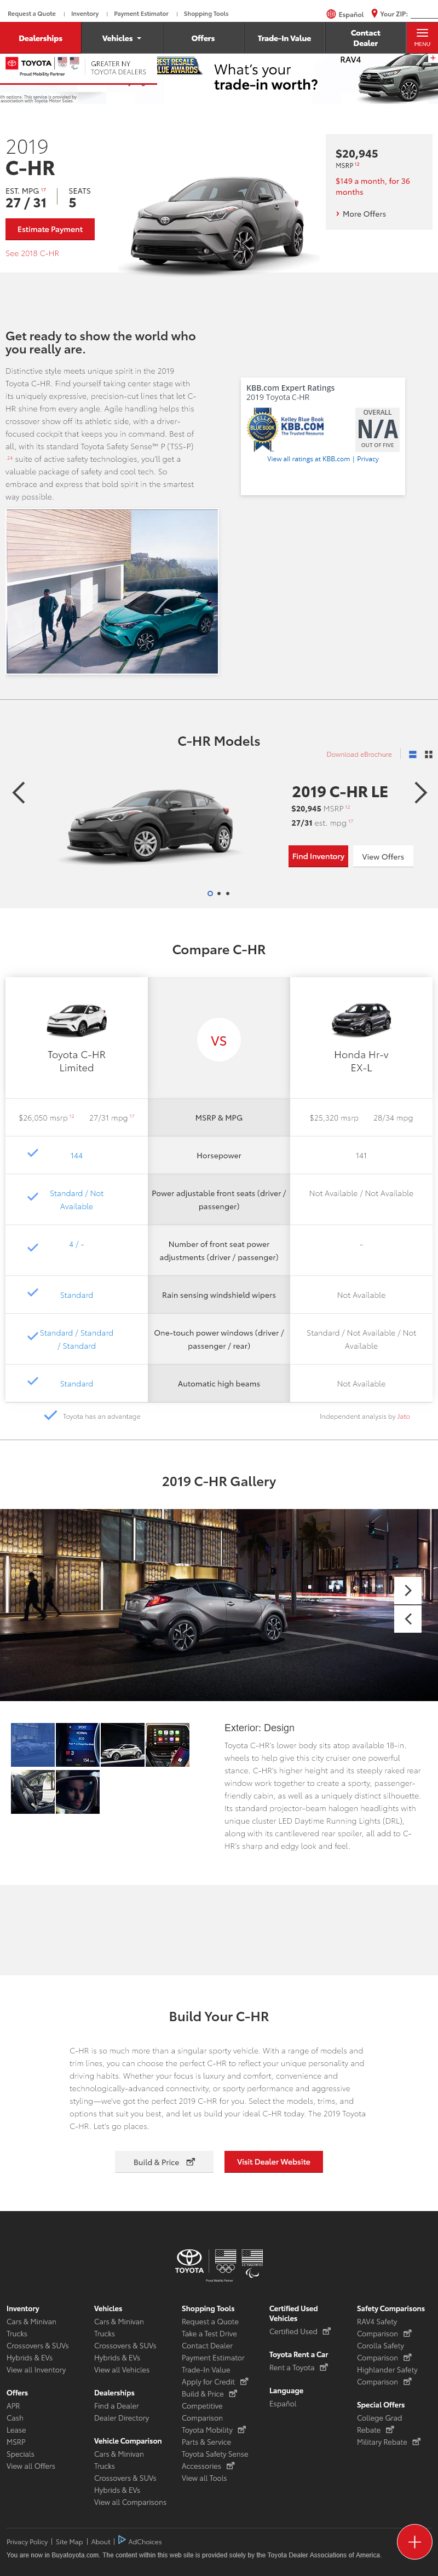 Request a Quote | Inventory | Payment Estimator | Shopping Tools
Español Your ZIP:
Dealerships Vehicles Offers Trade-In Value Contact Dealer MENU
TOYOTA
Proud Mobility Partner
GREATER NY
TOYOTA DEALERS
BEST RESALE
AWARDS
What's your
trade-in worth?
RAV4
th options. This service is provided by
association with Toyota Motor Sales.
2019
C-HR
EST. MPG 17
27 / 31
SEATS
5
Estimate Payment
See 2018 C-HR
$20,945
MSRP 12
$149 a month, for 36
months
More Offers
Get ready to show the world who
you really are.
Distinctive style meets unique spirit in the 2019
Toyota C-HR. Find yourself taking center stage with
its uniquely expressive, precision-cut lines that let C-
HR shine from every angle. Agile handling helps this
crossover show off its athletic side, with a driver-
focused cockpit that keeps you in command. Best of
all, with its standard Toyota Safety Sense™ P (TSS-P)
24 suite of active safety technologies, you'll get a
valuable package of safety and cool tech. So
embrace and express that bold spirit in the smartest
way possible.
KBB.com Expert Ratings
2019 Toyota C-HR
Kelley Blue Book
KBB.COM
The Trusted Resource
OVERALL
N/A
OUT OF FIVE
View all ratings at KBB.com | Privacy
C-HR Models
Download eBrochure
2019 C-HR LE
$20,945 MSRP 12
27/31 est. mpg 17
Find Inventory View Offers
Compare C-HR
Toyota C-HR
Limited
VS
Honda Hr-v
EX-L
$26,050 msrp 12 27/31 mpg 17 MSRP & MPG $25,320 msrp 28/34 mpg
144 Horsepower 141
Standard / Not
Available
Power adjustable front seats (driver /
passenger)
Not Available / Not Available
4 / -
Number of front seat power
adjustments (driver / passenger)
-
Standard Rain sensing windshield wipers Not Available
Standard / Standard
/ Standard
One-touch power windows (driver /
passenger / rear)
Standard / Not Available / Not
Available
Standard Automatic high beams Not Available
Toyota has an advantage Independent analysis by Jato
2019 C-HR Gallery
Exterior: Design
Toyota C-HR's lower body sits atop available 18-in.
wheels to help give this city cruiser one powerful
stance. C-HR's higher hood and its steeply raked rear
window work together to create a sporty, passenger-
friendly cabin, as well as a uniquely distinct silhouette.
Its standard projector-beam halogen headlights with
unique cluster LED Daytime Running Lights (DRL),
along with its cantilevered rear spoiler, all add to C-
HR's sharp and edgy look and feel.
Build Your C-HR
C-HR is so much more than a singular sporty vehicle. With a range of models and
trim lines, you can choose the perfect C-HR to reflect your unique personality and
driving habits. Whether your focus is luxury and comfort, convenience and
technologically-advanced connectivity, or sporty performance and aggressive
styling—we've got the perfect 2019 C-HR for you. Select the models, trims, and
options that suit you best, and let us build your ideal C-HR today. The 2019 Toyota
C-HR. Let's go places.
Build & Price Visit Dealer Website
TOYOTA
Proud Mobility Partner
Inventory
Cars & Minivan
Trucks
Crossovers & SUVs
Hybrids & EVs
View all Inventory
Offers
APR
Cash
Lease
MSRP
Specials
View all Offers
Vehicles
Cars & Minivan
Trucks
Crossovers & SUVs
Hybrids & EVs
View all Vehicles
Dealerships
Find a Dealer
Dealer Directory
Vehicle Comparison
Cars & Minivan
Trucks
Crossovers & SUVs
Hybrids & EVs
View all Comparisons
Shopping Tools
Request a Quote
Take a Test Drive
Contact Dealer
Payment Estimator
Trade-In Value
Apply for Credit
Build & Price
Competitive
Comparison
Toyota Mobility
Parts & Service
Toyota Safety Sense
Accessories
View all Tools
Certified Used
Vehicles
Certified Used
Toyota Rent a Car
Rent a Toyota
Language
Español
Safety Comparisons
RAV4 Safety
Comparison
Corolla Safety
Comparison
Highlander Safety
Comparison
Special Offers
College Grad
Rebate
Military Rebate
Privacy Policy | Site Map | About | AdChoices
You are now in Buyatoyota.com. The content within this web site is provided solely by the Toyota Dealer Associations of America.